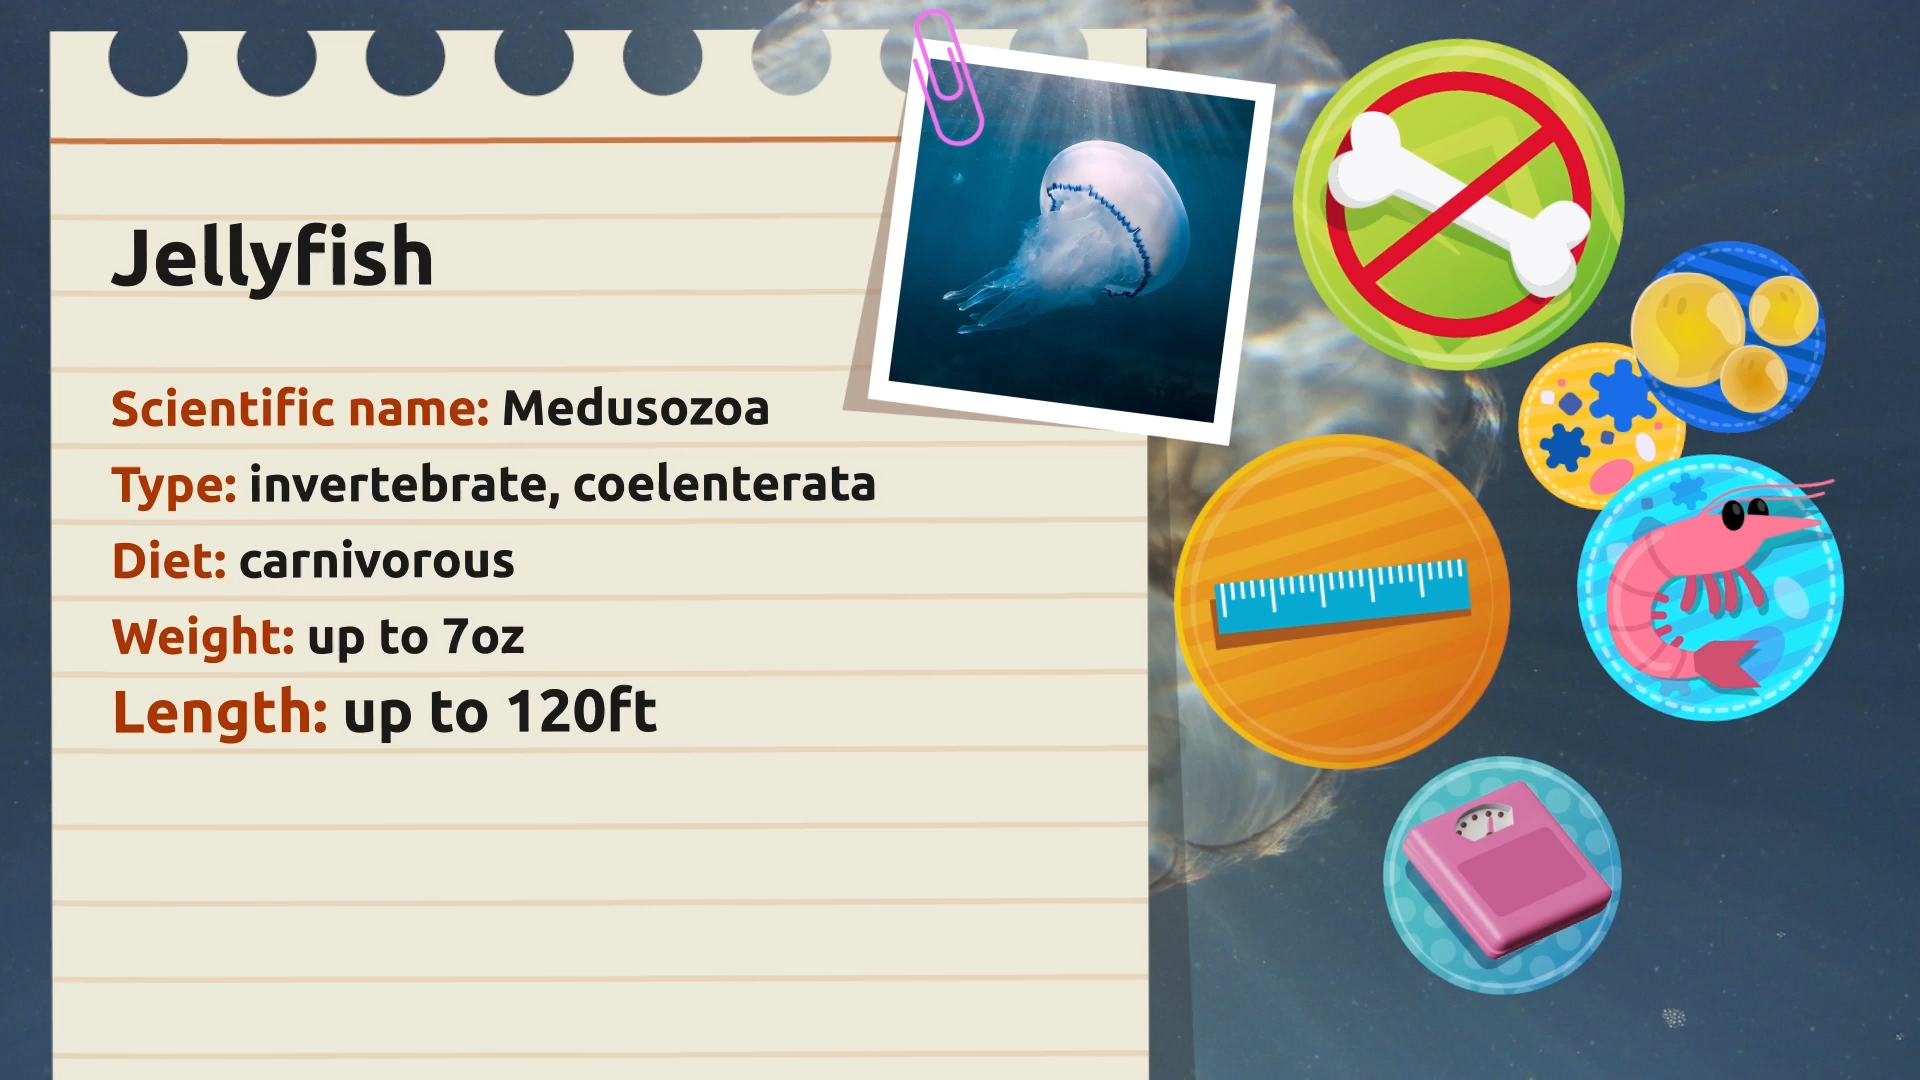 Jellyfish
Scientific name: Medusozoa
Type: invertebrate, coelenterata
Diet: carnivorous
Weight: up to 7oz
Length: up to 120ft